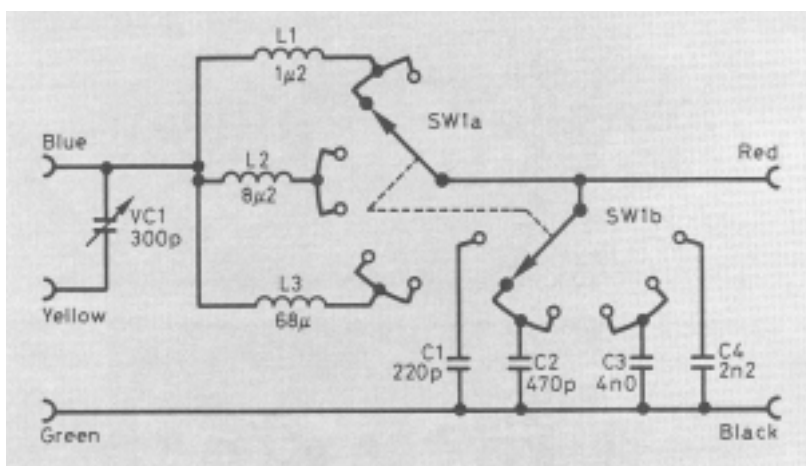 L1
1μ2
SW1a
Blue
Red
L2
8μ2
VC1
300p
SW1b
L3
68μ
Yellow
C1
220p
C2
470p
C3
4n0
C4
2n2
Green
Black